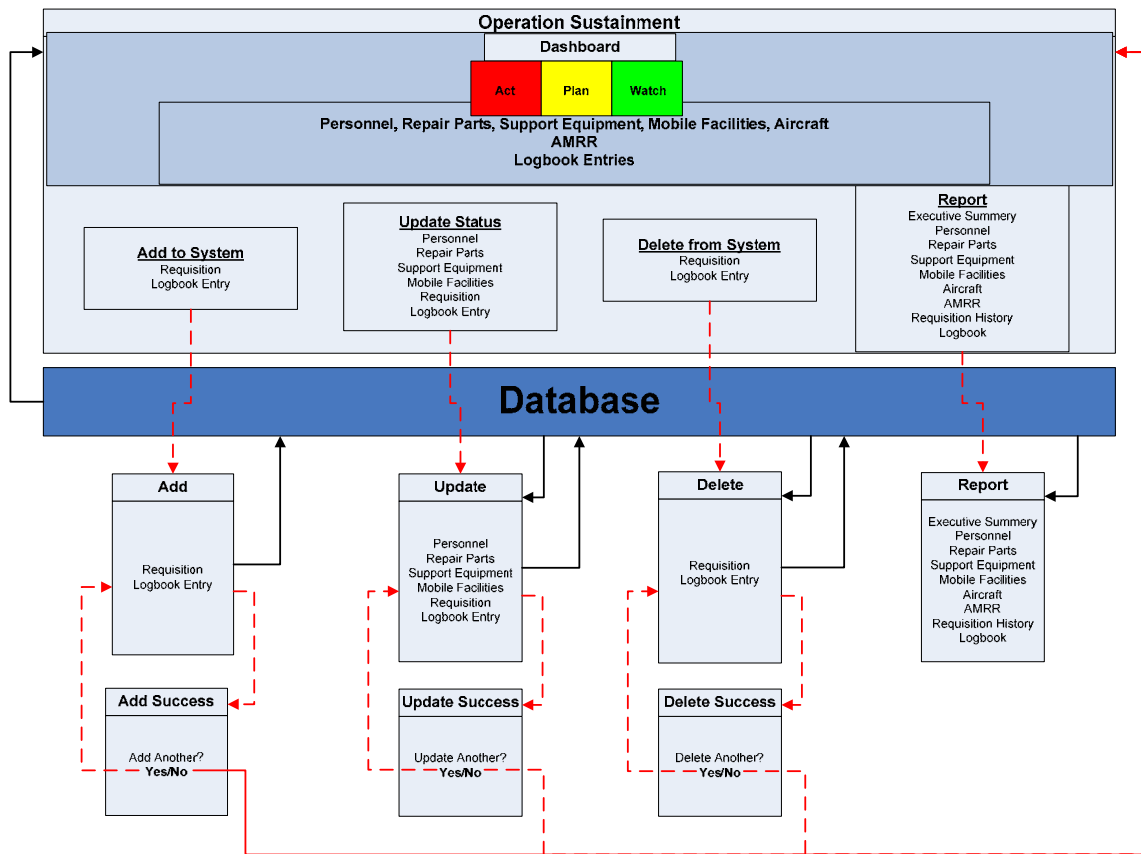 Operation Sustainment
Dashboard
Act
Plan
Watch
Personnel, Repair Parts, Support Equipment, Mobile Facilities, Aircraft
AMRR
Logbook Entries
Add to System
Requisition
Logbook Entry
Update Status
Personnel
Repair Parts
Support Equipment
Mobile Facilities
Requisition
Logbook Entry
Delete from System
Requisition
Logbook Entry
Report
Executive Summery
Personnel
Repair Parts
Support Equipment
Mobile Facilities
Aircraft
AMRR
Requisition History
Logbook
Database
Add
Requisition
Logbook Entry
Update
Personnel
Repair Parts
Support Equipment
Mobile Facilities
Requisition
Logbook Entry
Delete
Requisition
Logbook Entry
Report
Executive Summery
Personnel
Repair Parts
Support Equipment
Mobile Facilities
Aircraft
AMRR
Requisition History
Logbook
Add Success
Add Another?
Yes/No
Update Success
Update Another?
Yes/No
Delete Success
Delete Another?
Yes/No